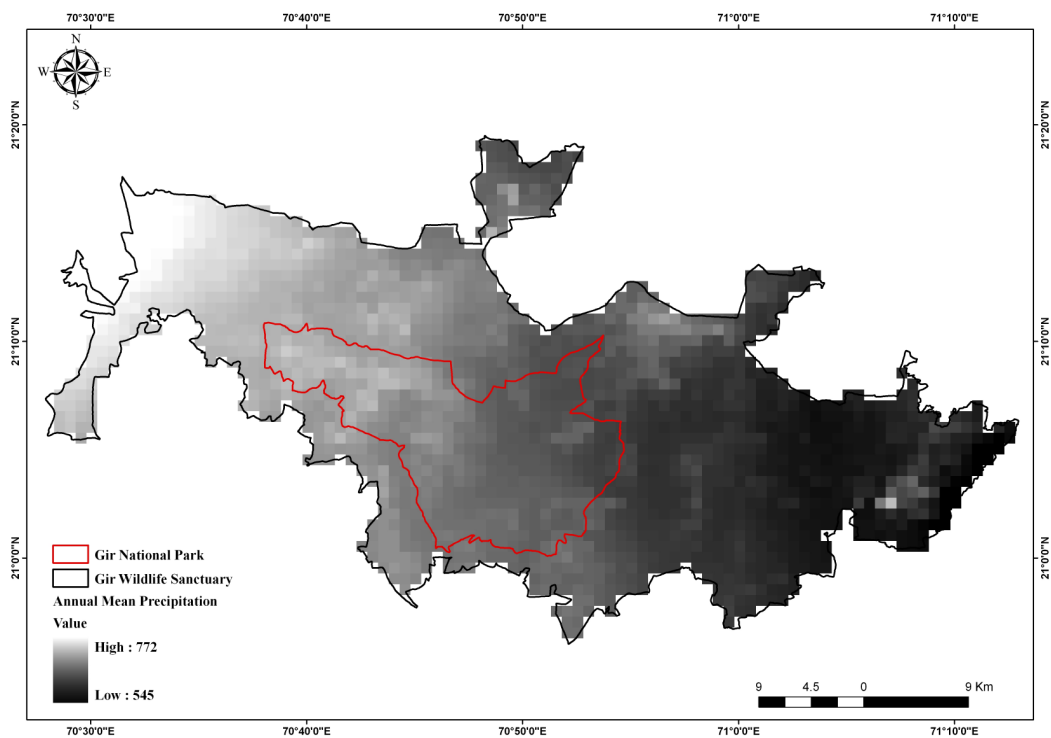 70°30'0"E 70°40'0"E 70°50'0"E 71°0'0"E 71°10'0"E
N
W E
S
21°20'0"N 21°20'0"N
21°10'0"N 21°10'0"N
21°0'0"N 21°0'0"N
Gir National Park
Gir Wildlife Sanctuary
Annual Mean Precipitation
Value
High : 772
Low : 545
9 4.5 0 9 Km
70°30'0"E 70°40'0"E 70°50'0"E 71°0'0"E 71°10'0"E